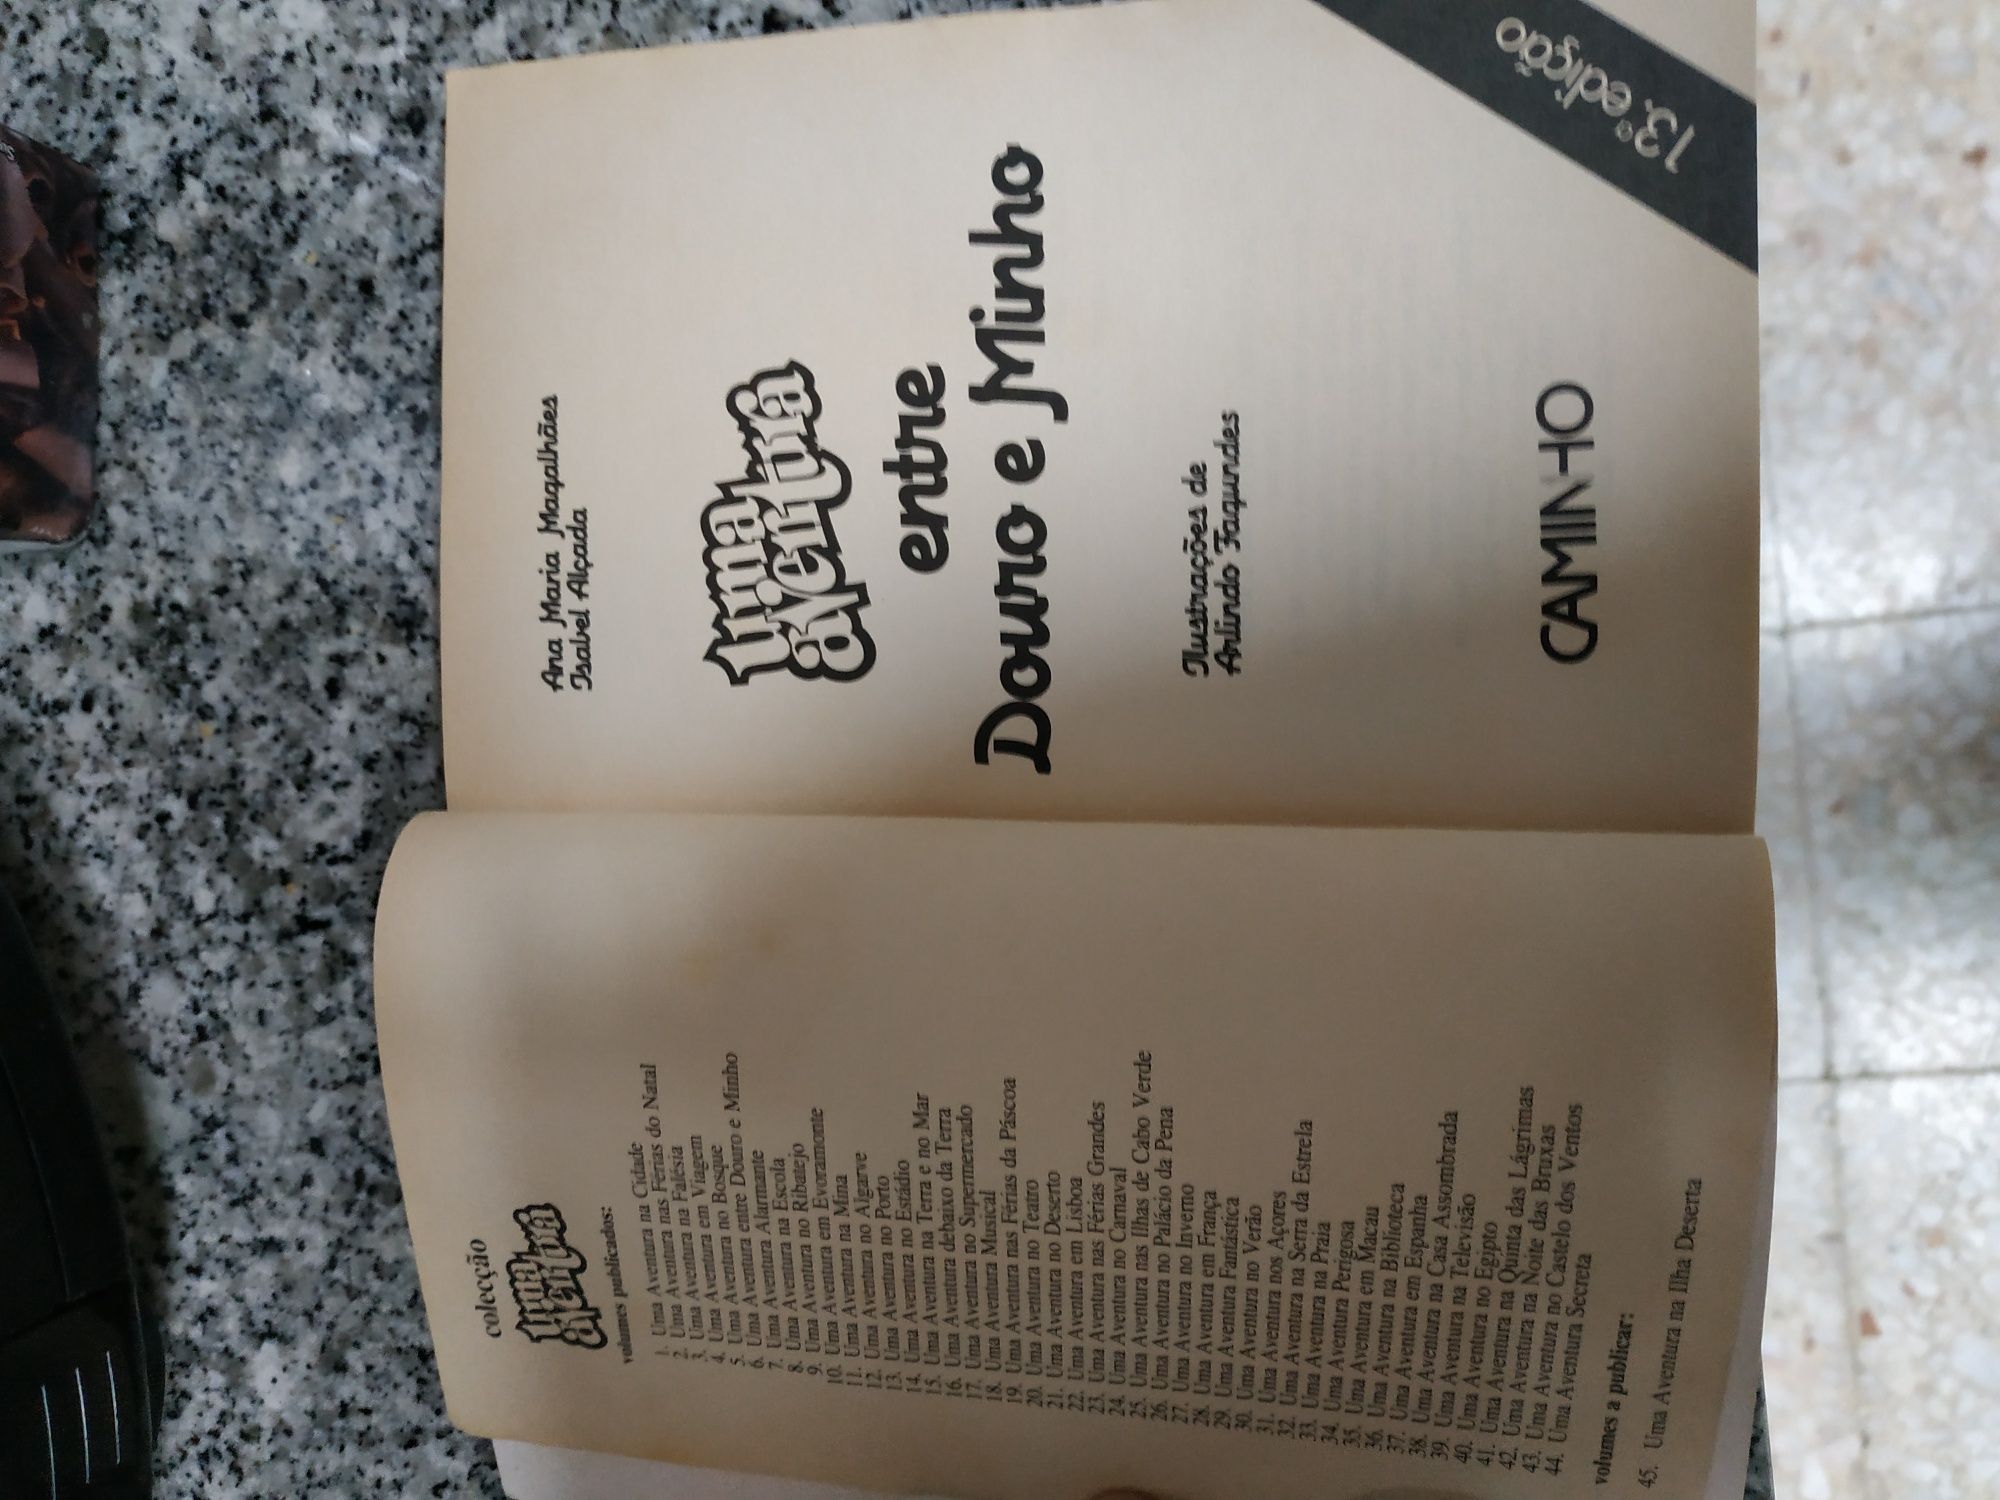 colecção
uma
aventura
volumes publicados:
1. Uma Aventura na Cidade
2. Uma Aventura nas Férias do Natal
3. Uma Aventura na Falésia
4. Uma Aventura em Viagem
5. Uma Aventura no Bosque
6. Uma Aventura entre Douro e Minho
7. Uma Aventura Alarmante
8. Uma Aventura na Escola
9. Uma Aventura no Ribatejo
10. Uma Aventura em Evoramonte
11. Uma Aventura na Mina
12. Uma Aventura no Algarve
13. Uma Aventura no Porto
14. Uma Aventura no Estádio
15. Uma Aventura na Terra e no Mar
16. Uma Aventura debaixo da Terra
17. Uma Aventura no Supermercado
18. Uma Aventura Musical
19. Uma Aventura nas Férias da Páscoa
20. Uma Aventura no Teatro
21. Uma Aventura no Deserto
22. Uma Aventura em Lisboa
23. Uma Aventura nas Férias Grandes
24. Uma Aventura no Carnaval
25. Uma Aventura nas Ilhas de Cabo Verde
26. Uma Aventura no Palácio da Pena
27. Uma Aventura no Inverno
28. Uma Aventura em França
29. Uma Aventura Fantástica
30. Uma Aventura no Verão
31. Uma Aventura nos Açores
32. Uma Aventura na Serra da Estrela
33. Uma Aventura na Praia
34. Uma Aventura Perigosa
35. Uma Aventura em Macau
36. Uma Aventura na Biblioteca
37. Uma Aventura em Espanha
38. Uma Aventura na Casa Assombrada
39. Uma Aventura na Televisão
40. Uma Aventura no Egipto
41. Uma Aventura na Quinta das Lágrimas
42. Uma Aventura na Noite das Bruxas
43. Uma Aventura no Castelo dos Ventos
44. Uma Aventura Secreta
volumes a publicar:
45. Uma Aventura na Ilha Deserta
Ana Maria Magalhães
Isabel Alçada
uma
aventura
entre
Douro e Minho
Ilustrações de
Arlindo Fagundes
CAMINHO
13.ª edição